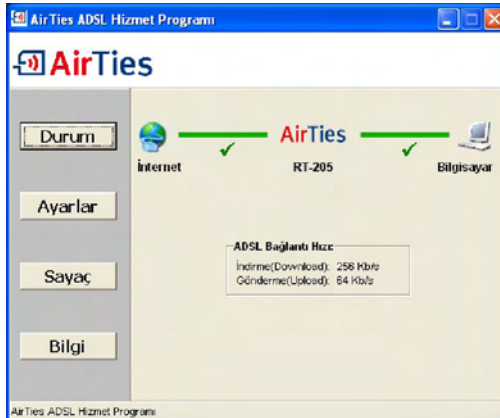 AirTies ADSL Hizmet Programı
AirTies
Durum
Ayarlar
Sayaç
Bilgi
AirTies
İnternet
RT-205
Bilgisayar
ADSL Bağlantı Hızı:
İndirme(Download): 256 Kb/s
Gönderme(Upload): 64 Kb/s
AirTies ADSL Hizmet Programı